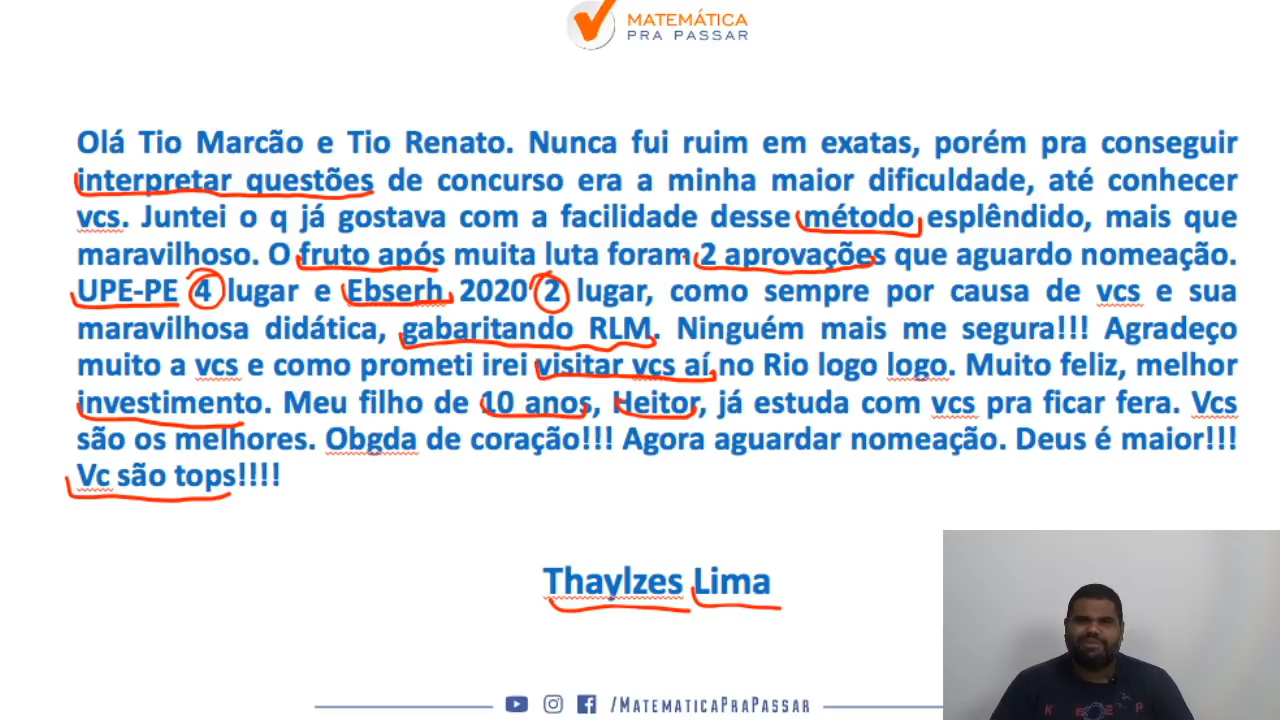 MATEMÁTICA
PRA PASSAR
Olá Tio Marcão e Tio Renato. Nunca fui ruim em exatas, porém pra conseguir
interpretar questões de concurso era a minha maior dificuldade, até conhecer
vcs. Juntei o q já gostava com a facilidade desse método esplêndido, mais que
maravilhoso. O fruto após muita luta foram 2 aprovações que aguardo nomeação.
UPE-PE 4 lugar e Ebserh 2020 2 lugar, como sempre por causa de vcs e sua
maravilhosa didática, gabaritando RLM. Ninguém mais me segura!!! Agradeço
muito a vcs e como prometi irei visitar vcs aí no Rio logo logo. Muito feliz, melhor
investimento. Meu filho de 10 anos, Heitor, já estuda com vcs pra ficar fera. Vcs
são os melhores. Obgda de coração!!! Agora aguardar nomeação. Deus é maior!!!
Vc são tops!!!!
Thaylzes Lima
/MatematicaPraPassar